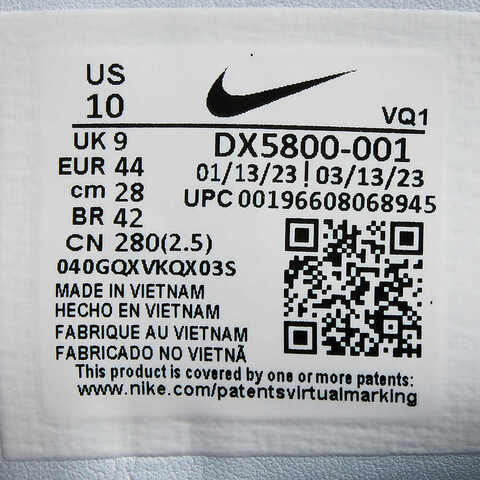 US
10
VQ1
UK 9
DX5800-001
EUR 44
01/13/23 | 03/13/23
cm 28
UPC 00196608068945
BR 42
CN 280(2.5)
040GQXVKQX03S
MADE IN VIETNAM
HECHO EN VIETNAM
FABRIQUE AU VIETNAM
FABRICADO NO VIETNÃ
This product is covered by one or more patents:
www.nike.com/patentsvirtualmarking